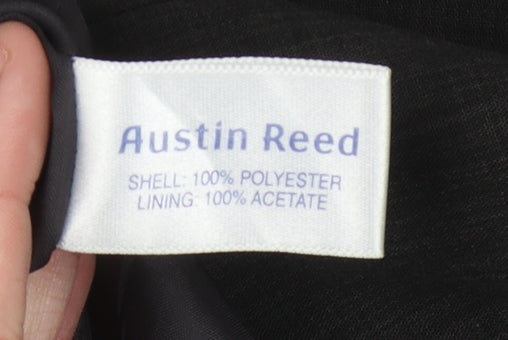 Austin Reed
SHELL: 100% POLYESTER
LINING: 100% ACETATE